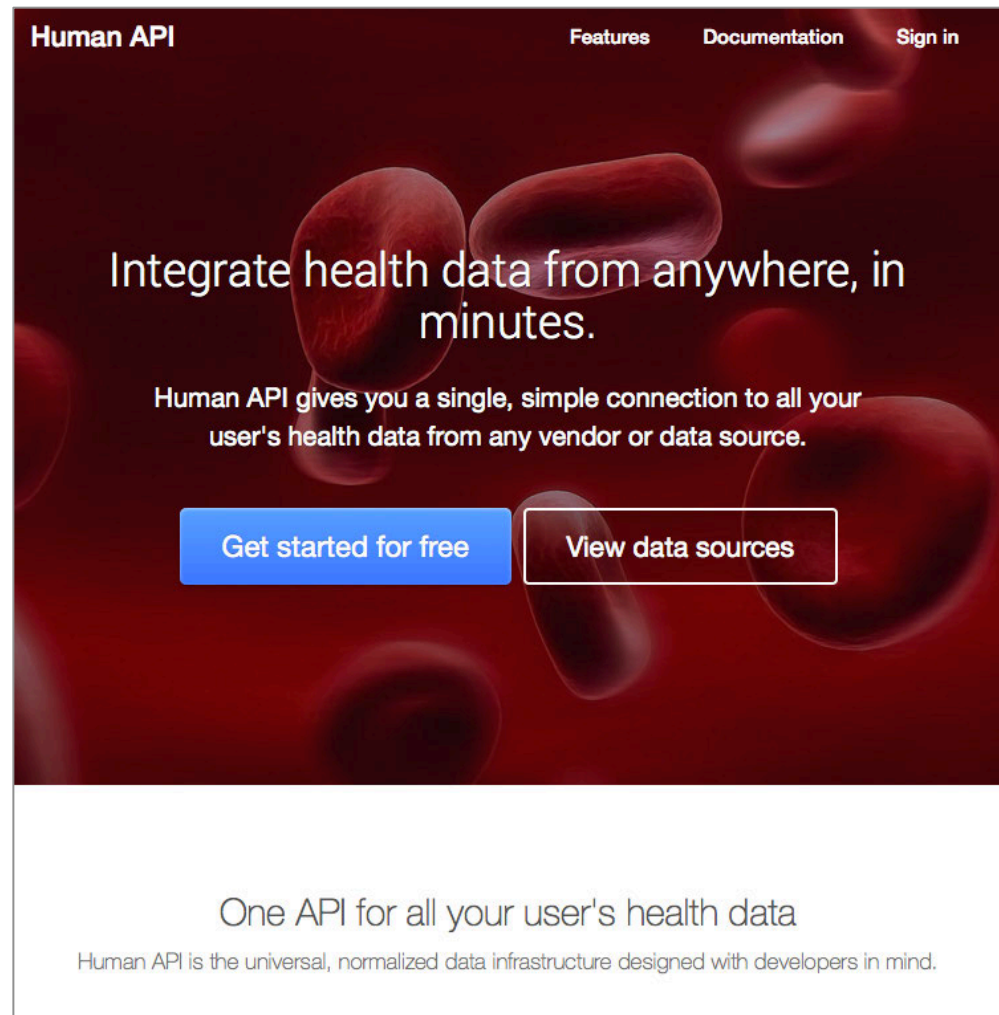 Human API
Features Documentation Sign in
Integrate health data from anywhere, in
minutes.
Human API gives you a single, simple connection to all your
user's health data from any vendor or data source.
Get started for free
View data sources
One API for all your user's health data
Human API is the universal, normalized data infrastructure designed with developers in mind.